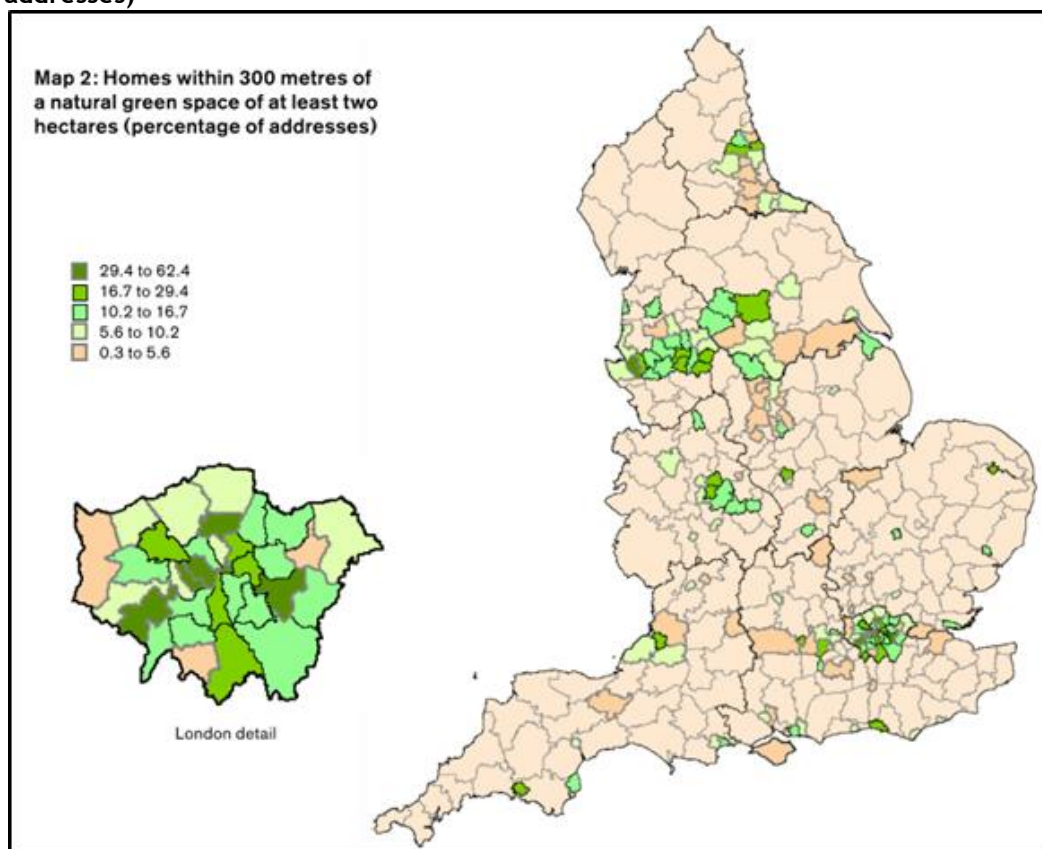 addresses)
Map 2: Homes within 300 metres of
a natural green space of at least two
hectares (percentage of addresses)
29.4 to 62.4
16.7 to 29.4
10.2 to 16.7
5.6 to 10.2
0.3 to 5.6
London detail